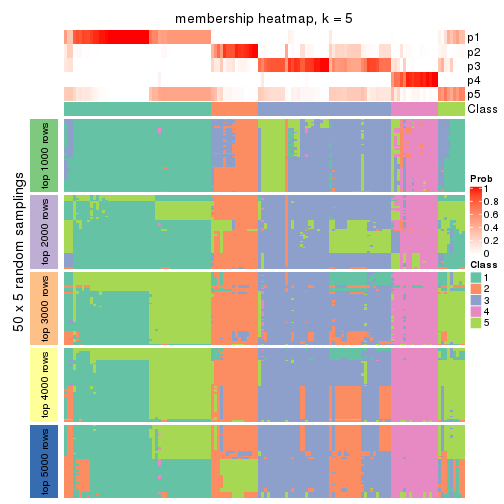 membership heatmap, k = 5
p1
p2
p3
p4
p5
Class
50 x 5 random samplings
top 1000 rows
top 2000 rows
top 3000 rows
top 4000 rows
top 5000 rows
Prob
1
0.8
0.6
0.4
0.2
0
Class
1
2
3
4
5